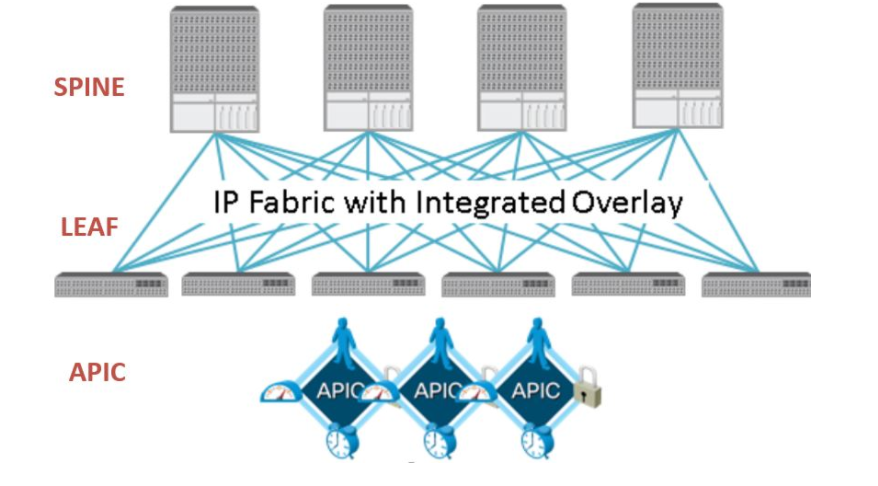 SPINE
IP Fabric with Integrated Overlay
LEAF
APIC
APIC APIC APIC